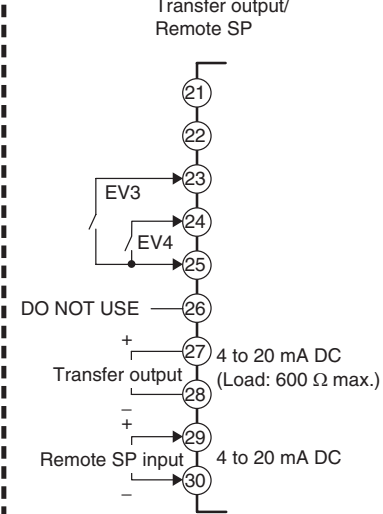 Transfer output/
Remote SP
21
22
23
EV3
24
EV4
25
DO NOT USE
26
+
27
4 to 20 mA DC
Transfer output
(Load: 600 Ω max.)
28
−
+
29
Remote SP input
4 to 20 mA DC
30
−